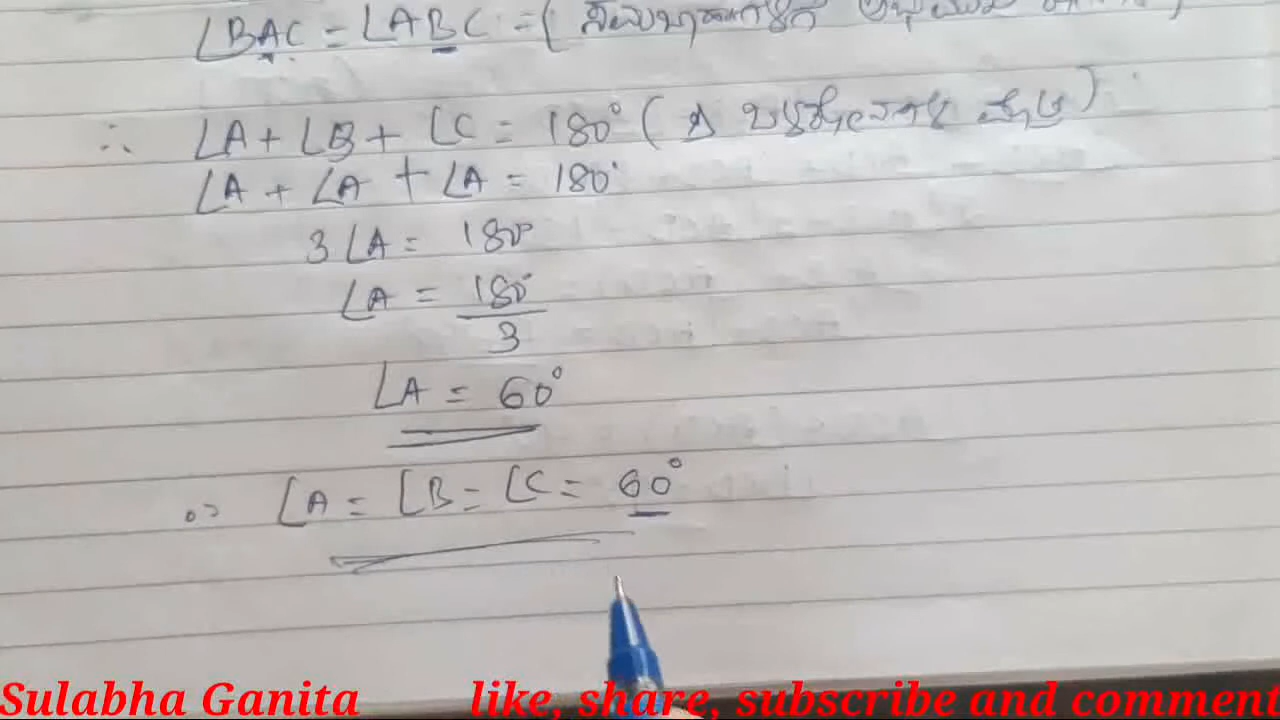 ∠BAC = ∠ABC = (
∴ ∠A + ∠B + ∠C = 180° (
∠A + ∠A + ∠A = 180°
3∠A = 180°
∠A = 180°
3
∠A = 60°
∴ ∠A = ∠B = ∠C = 60°
Sulabha Ganita like, share, subscribe and comment